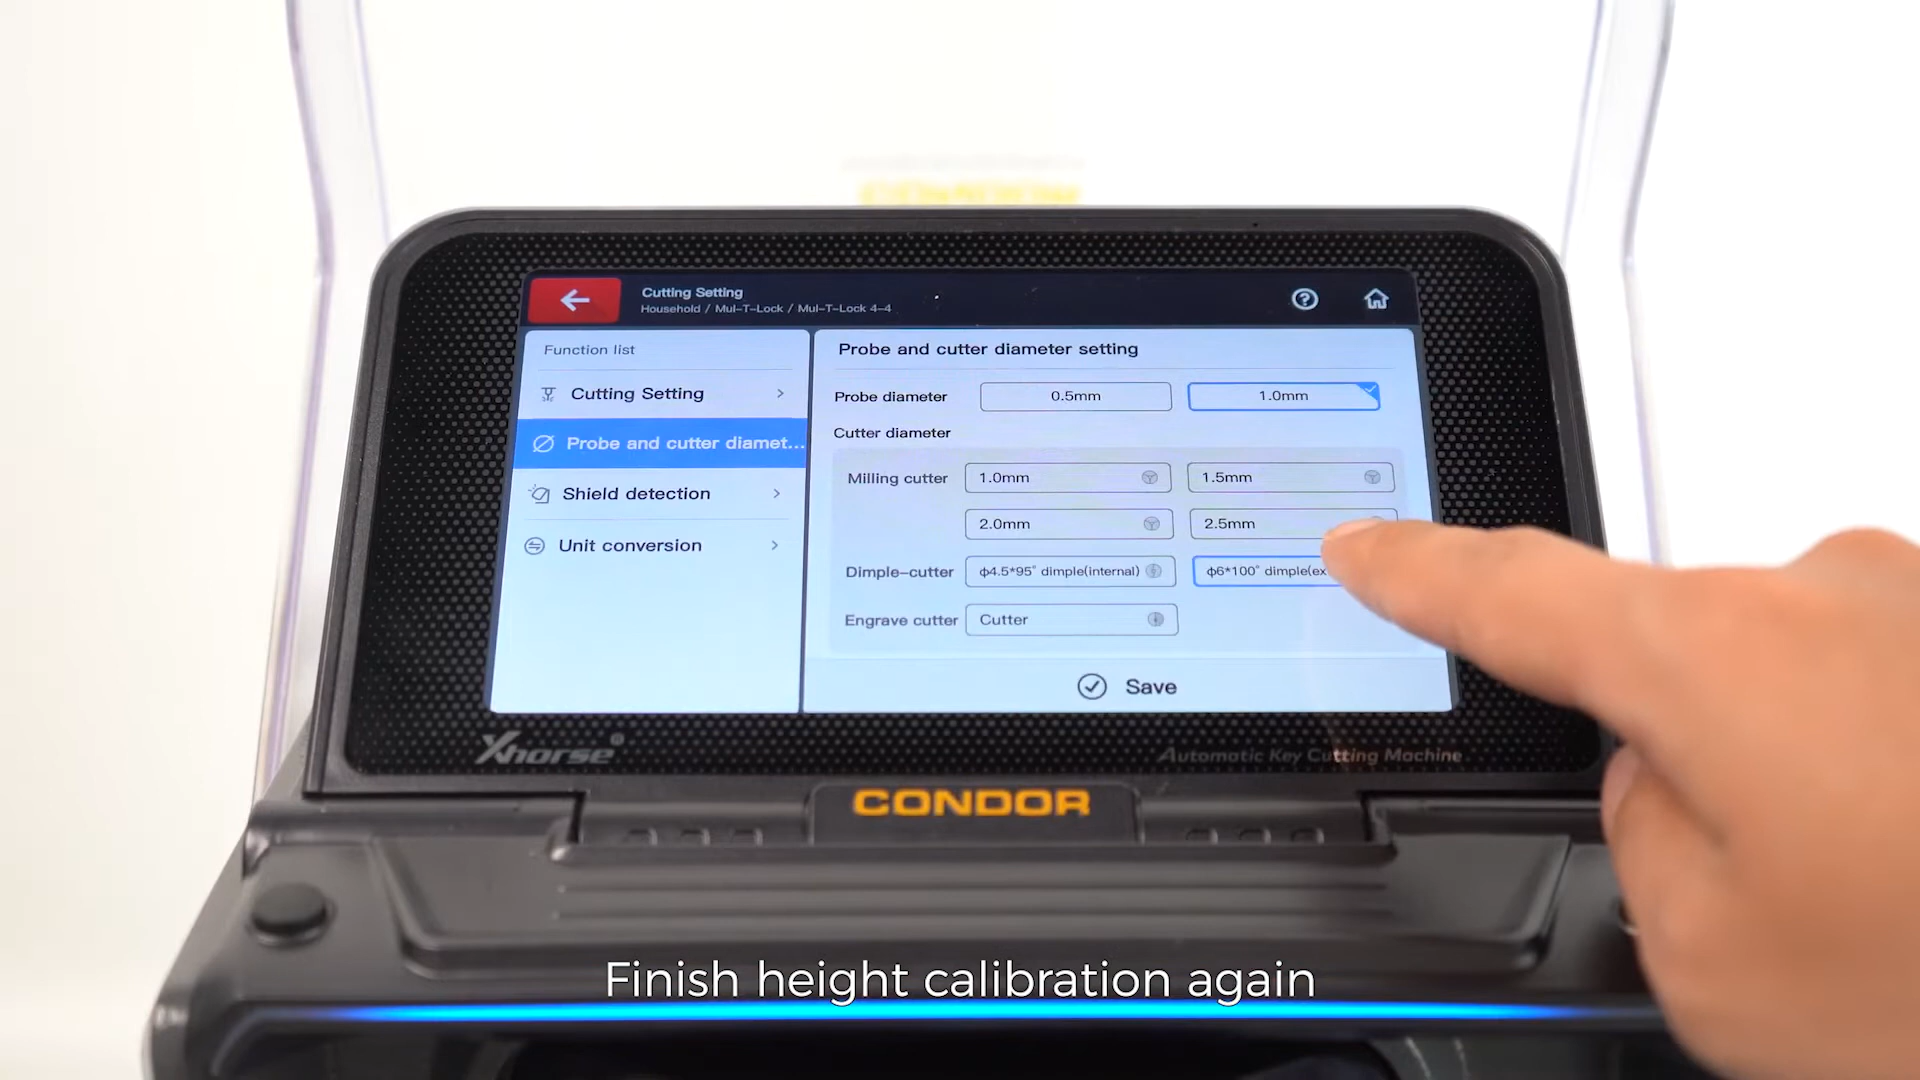 Cutting Setting
Household / Mul-T-Lock / Mul-T-Lock 4-4
Function list
Cutting Setting
Probe and cutter diamet...
Shield detection
Unit conversion
Probe and cutter diameter setting
Probe diameter 0.5mm 1.0mm
Cutter diameter
Milling cutter 1.0mm 1.5mm
2.0mm 2.5mm
Dimple-cutter ф4.5*95° dimple(internal) ф6*100° dimple(ex
Engrave cutter Cutter
Save
Xhorse®
Automatic Key Cutting Machine
CONDOR
Finish height calibration again